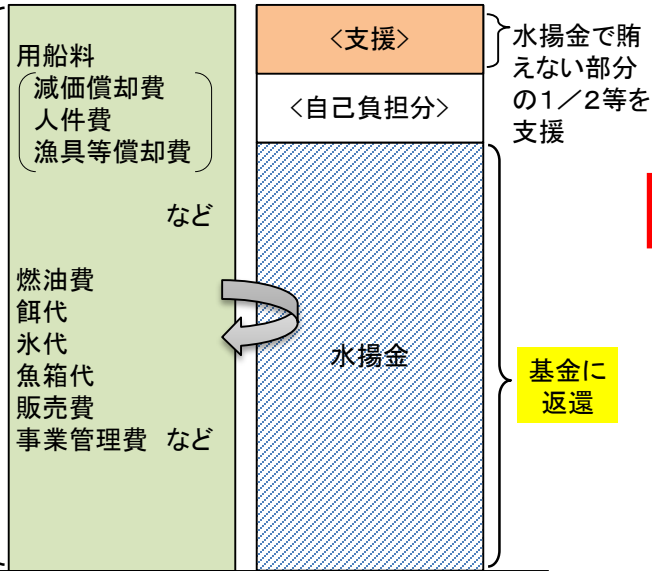 用船料
減価償却費
人件費
漁具等償却費
など
燃油費
餌代
氷代
魚箱代
販売費
事業管理費 など
<支援>
<自己負担分>
水揚金
水揚金で賄
えない部分
の1/2等を
支援
基金に
返還